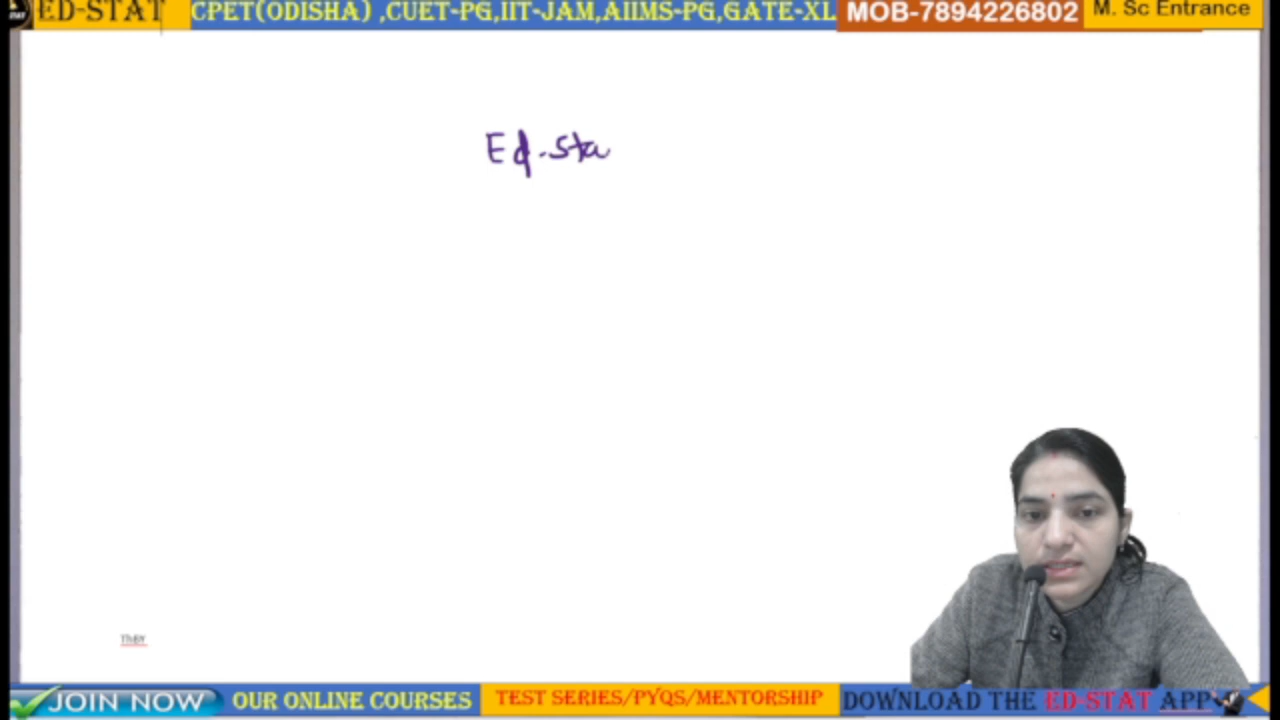 ED-STAT
CPET(ODISHA) ,CUET-PG,IIT-JAM,AIIMS-PG,GATE-XL
MOB-7894226802
M. Sc Entrance
Ed-Sta
JOIN NOW
OUR ONLINE COURSES
TEST SERIES/PYQS/MENTORSHIP
DOWNLOAD THE ED-STAT APP